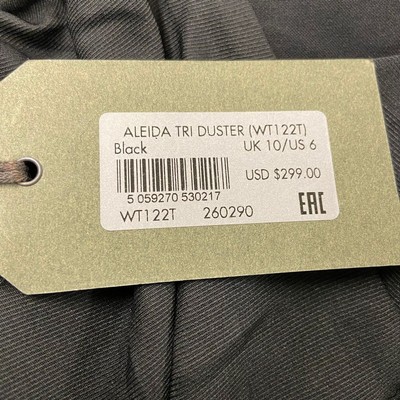 ALEIDA TRI DUSTER (WT122T)
Black UK 10/US 6
USD $299.00
5 059270 530217
WT122T 260290 EAC